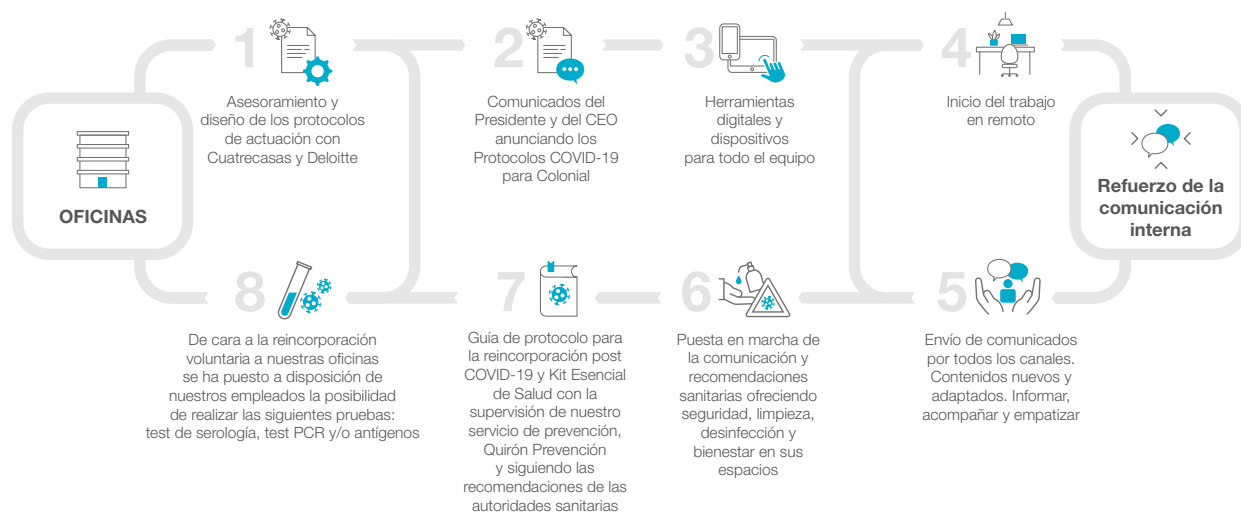 OFICINAS
1
Asesoramiento y
diseño de los protocolos
de actuación con
Cuatrecasas y Deloitte
2
Comunicados del
Presidente y del CEO
anunciando los
Protocolos COVID-19
para Colonial
3
Herramientas
digitales y
dispositivos
para todo el equipo
4
Inicio del trabajo
en remoto
Refuerzo de la
comunicación
interna
8
De cara a la reincorporación
voluntaria a nuestras oficinas
se ha puesto a disposición de
nuestros empleados la posibilidad
de realizar las siguientes pruebas:
test de serología, test PCR y/o antígenos
7
Guía de protocolo para
la reincorporación post
COVID-19 y Kit Esencial
de Salud con la
supervisión de nuestro
servicio de prevención,
Quirón Prevención
y siguiendo las
recomendaciones de las
autoridades sanitarias
6
Puesta en marcha de
la comunicación y
recomendaciones
sanitarias ofreciendo
seguridad, limpieza,
desinfección y
bienestar en sus
espacios
5
Envío de comunicados
por todos los canales.
Contenidos nuevos y
adaptados. Informar,
acompañar y empatizar